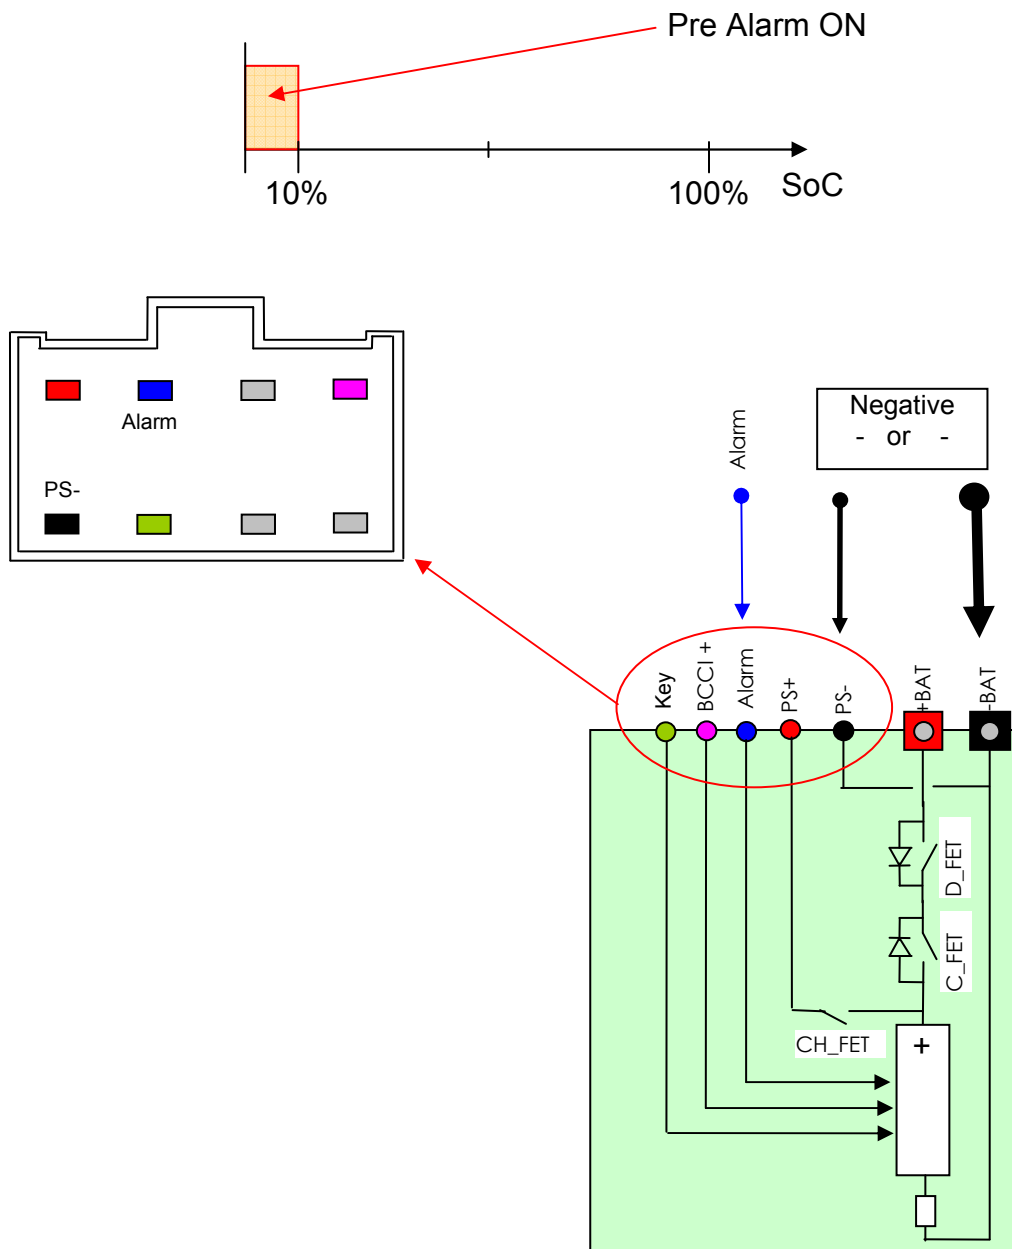 Pre Alarm ON
10%
100%
SoC
Alarm
PS-
Negative
- or -
Alarm
Key
BCCI +
Alarm
PS+
PS-
+BAT
-BAT
D_FET
C_FET
CH_FET
+